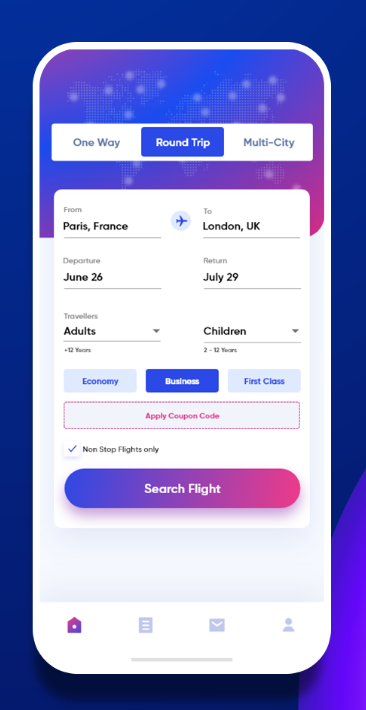 One Way Round Trip Multi-City
From To
Paris, France London, UK
Departure Return
June 26 July 29
Travellers
Adults Children
+12 Years 2 - 12 Years
Economy Business First Class
Apply Coupon Code
Non Stop Flights only
Search Flight